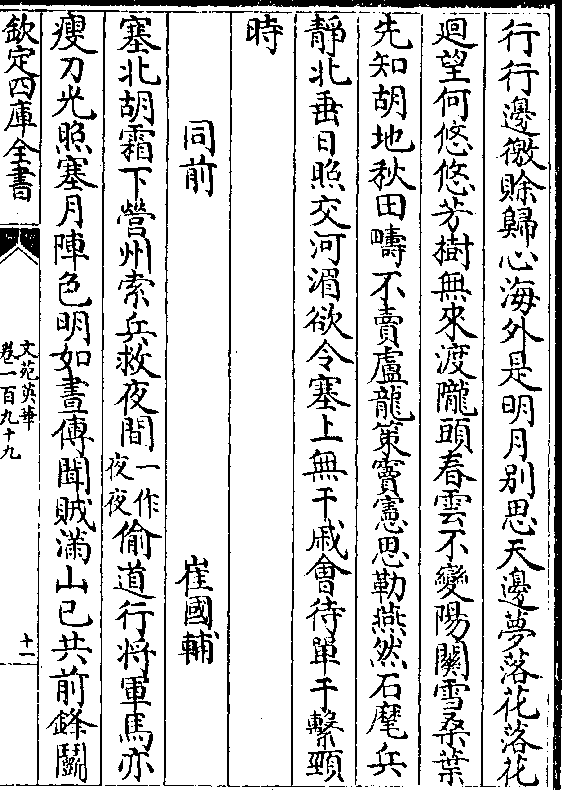 行行邊徼賒歸心海外是明月別思天邊夢落花落花
迴望何悠悠芳樹無來渡隴頭春雲不變陽關雪桑葉
先知胡地秋田疇不賣盧龍策竇憲思勒燕然石麾兵
靜北垂日照交河湄欲令塞上無干戚會待單于繫頸
時
同前 崔國輔
塞北胡霜下營州索兵救夜間一作夜夜偷道行將軍馬亦
瘦刀光照塞月陣色明如晝傳聞賊滿山已共前鋒鬬
欽定四庫全書
文苑英華
卷一百九十九
十一